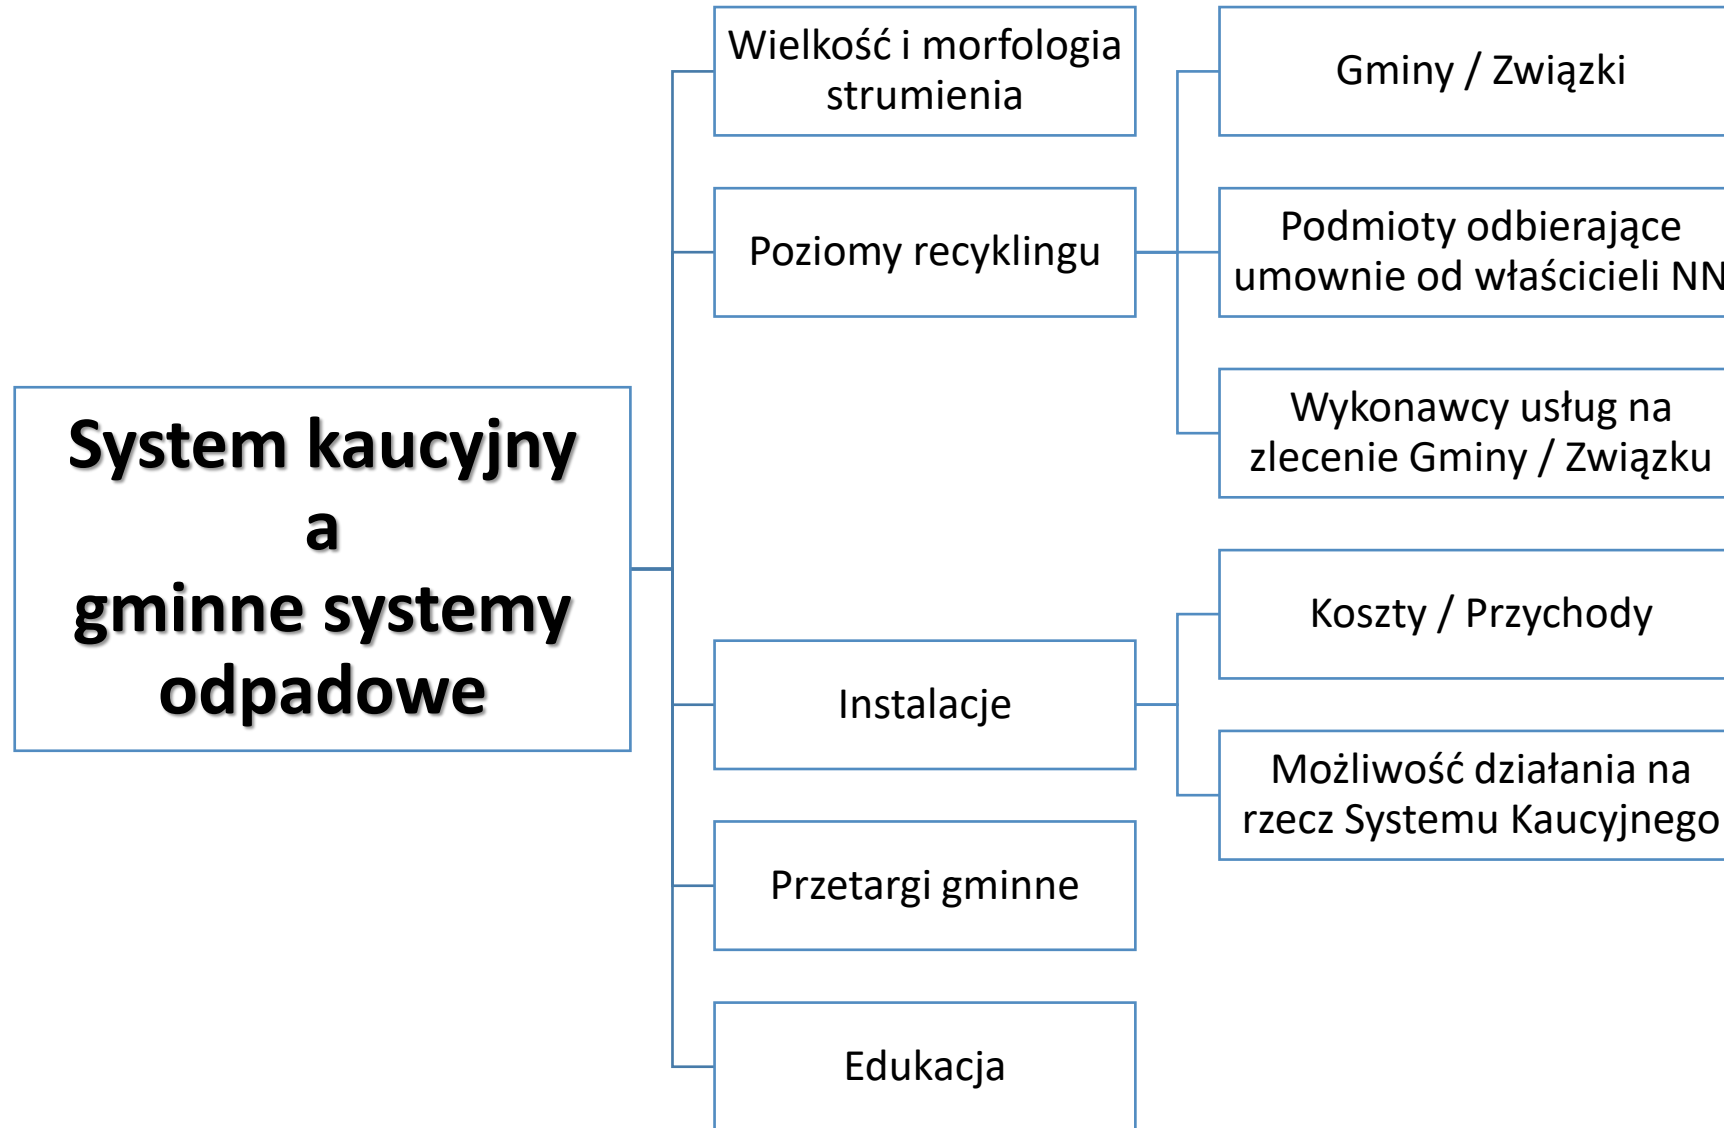 System kaucyjny
a
gminne systemy
odpadowe
Wielkość i morfologia
strumienia
Poziomy recyklingu
Gminy / Związki
Podmioty odbierające
umownie od właścicieli NN
Wykonawcy usług na
zlecenie Gminy / Związku
Instalacje
Koszty / Przychody
Możliwość działania na
rzecz Systemu Kaucyjnego
Przetargi gminne
Edukacja